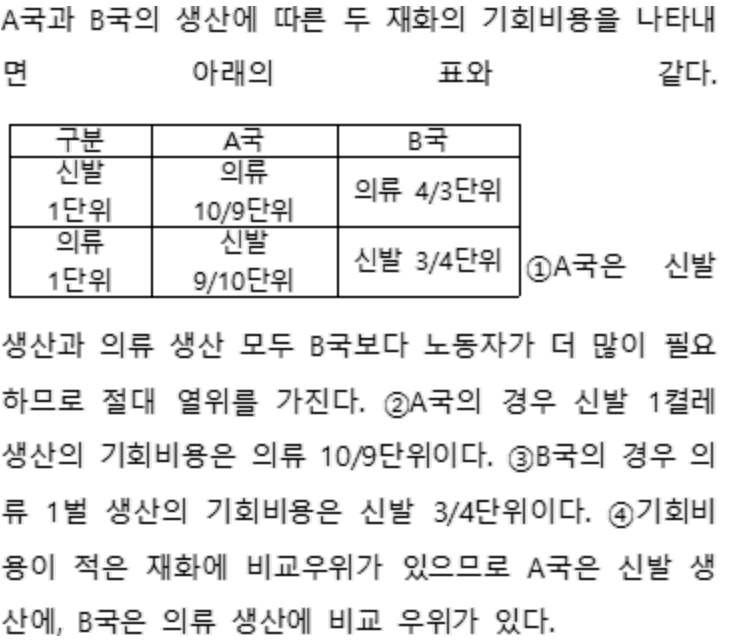 A국과 B국의 생산에 따른 두 재화의 기회비용을 나타내
면 아래의 표와 같다.
구분 A국 B국
신발 의류
1단위 10/9단위 의류 4/3단위
의류 신발
1단위 9/10단위 신발 3/4단위 ①A국은 신발
생산과 의류 생산 모두 B국보다 노동자가 더 많이 필요
하므로 절대 열위를 가진다. ②A국의 경우 신발 1켤레
생산의 기회비용은 의류 10/9단위이다. ③B국의 경우 의
류 1벌 생산의 기회비용은 신발 3/4단위이다. ④기회비
용이 적은 재화에 비교우위가 있으므로 A국은 신발 생
산에, B국은 의류 생산에 비교 우위가 있다.